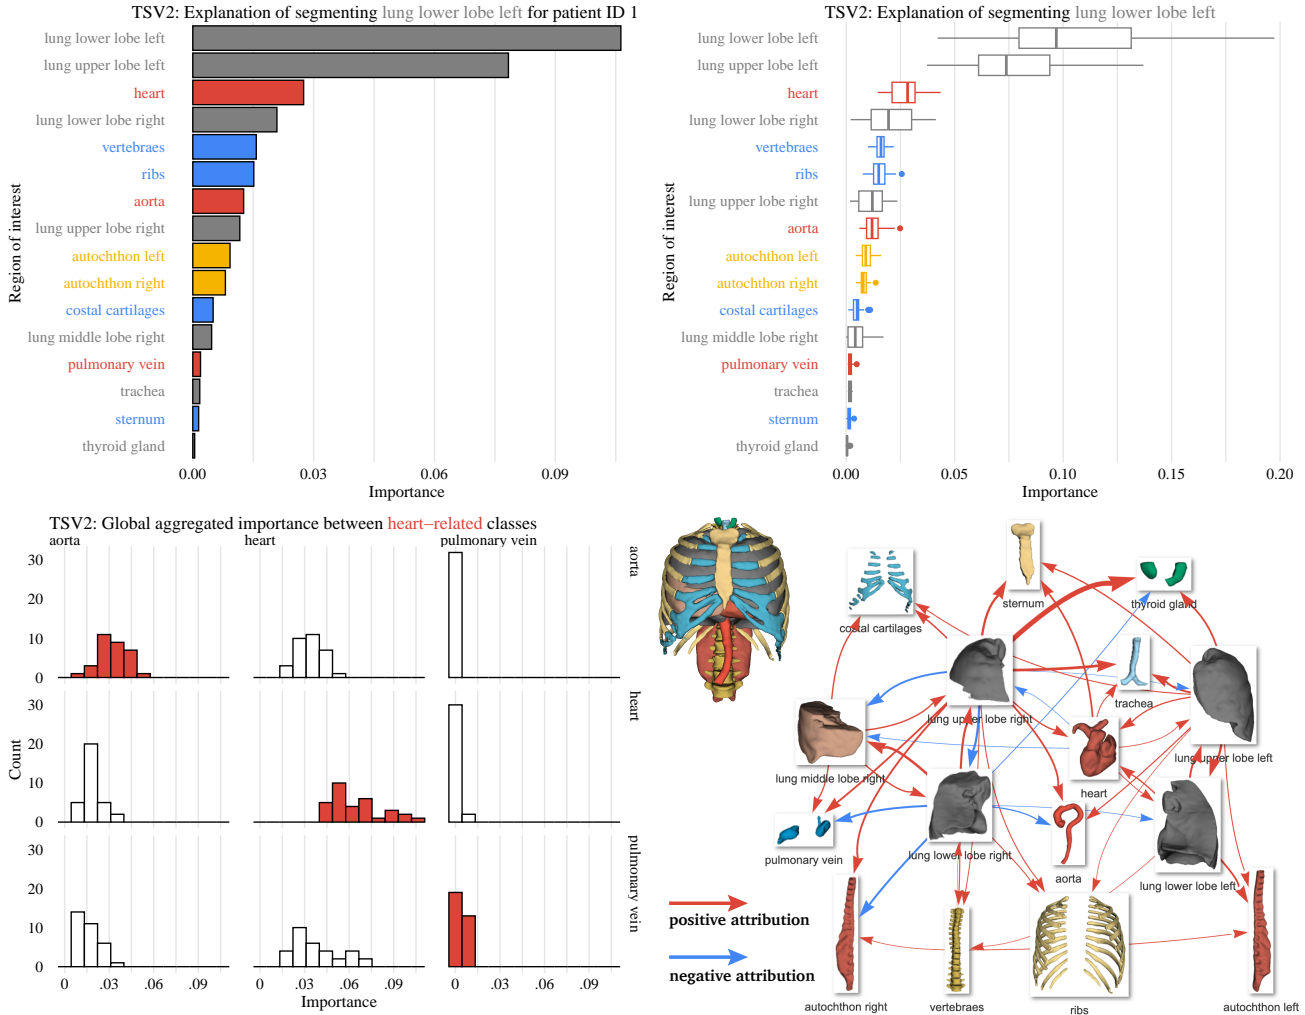 TSV2: Explanation of segmenting lung lower lobe left for patient ID 1
Region of interest
lung lower lobe left
lung upper lobe left
heart
lung lower lobe right
vertebraes
ribs
aorta
lung upper lobe right
autochthon left
autochthon right
costal cartilages
lung middle lobe right
pulmonary vein
trachea
sternum
thyroid gland
0.00 0.03 0.06 0.09
Importance
TSV2: Explanation of segmenting lung lower lobe left
Region of interest
lung lower lobe left
lung upper lobe left
heart
lung lower lobe right
vertebraes
ribs
lung upper lobe right
aorta
autochthon left
autochthon right
costal cartilages
lung middle lobe right
pulmonary vein
trachea
sternum
thyroid gland
0.00 0.05 0.10 0.15 0.20
Importance
TSV2: Global aggregated importance between heart−related classes
aorta heart pulmonary vein
Count
30
20
10
0
aorta
30
20
10
0
heart
30
20
10
0
pulmonary vein
0 .03 .06 .09 0 .03 .06 .09 0 .03 .06 .09
Importance
sternum
thyroid gland
costal cartilages
trachea
lung upper lobe right
lung upper lobe left
lung middle lobe right
heart
pulmonary vein
lung lower lobe right
aorta
lung lower lobe left
positive attribution
negative attribution
autochthon right
vertebraes
ribs
autochthon left